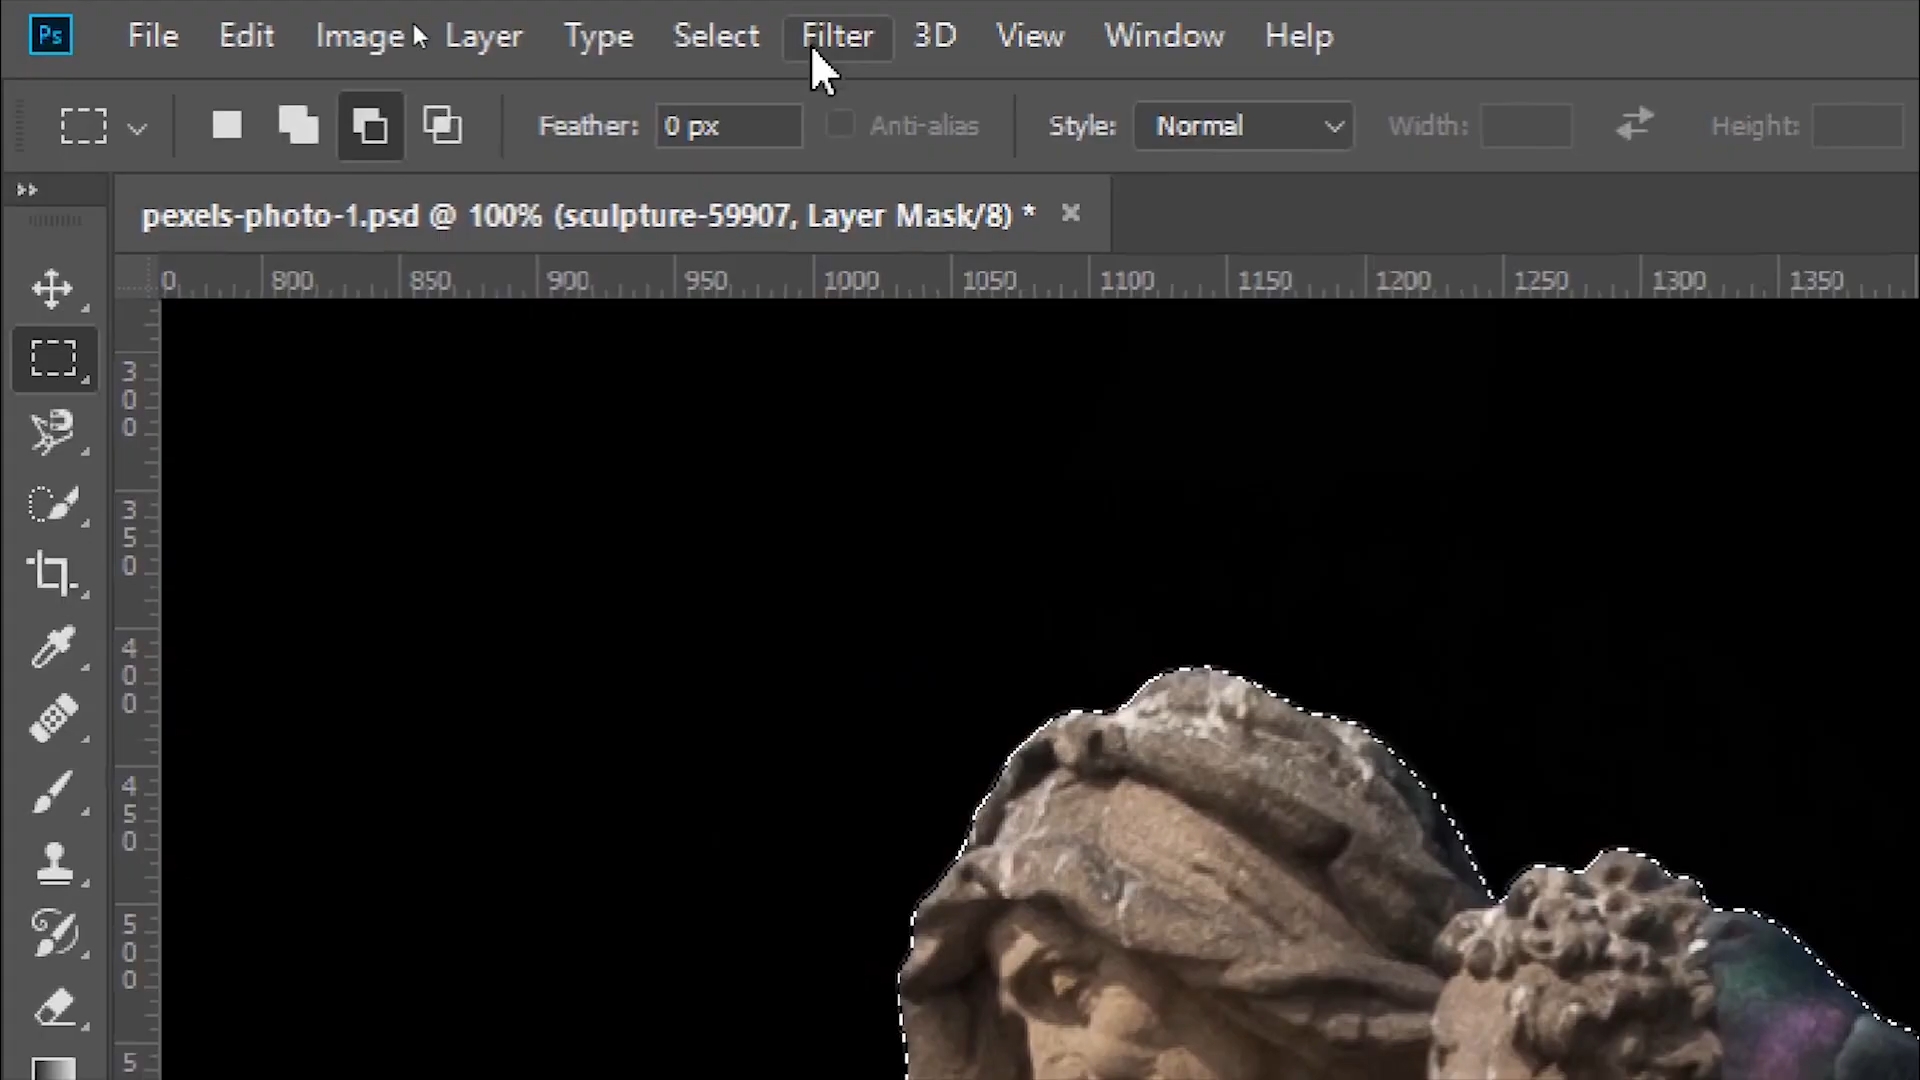 Ps File Edit Image Layer Type Select Filter 3D View Window Help
Feather: 0 px Anti-alias Style: Normal Width: Height:
pexels-photo-1.psd @ 100% (sculpture-59907, Layer Mask/8) *
0 800 850 900 950 1000 1050 1100 1150 1200 1250 1300 1350
300
350
400
450
500
5